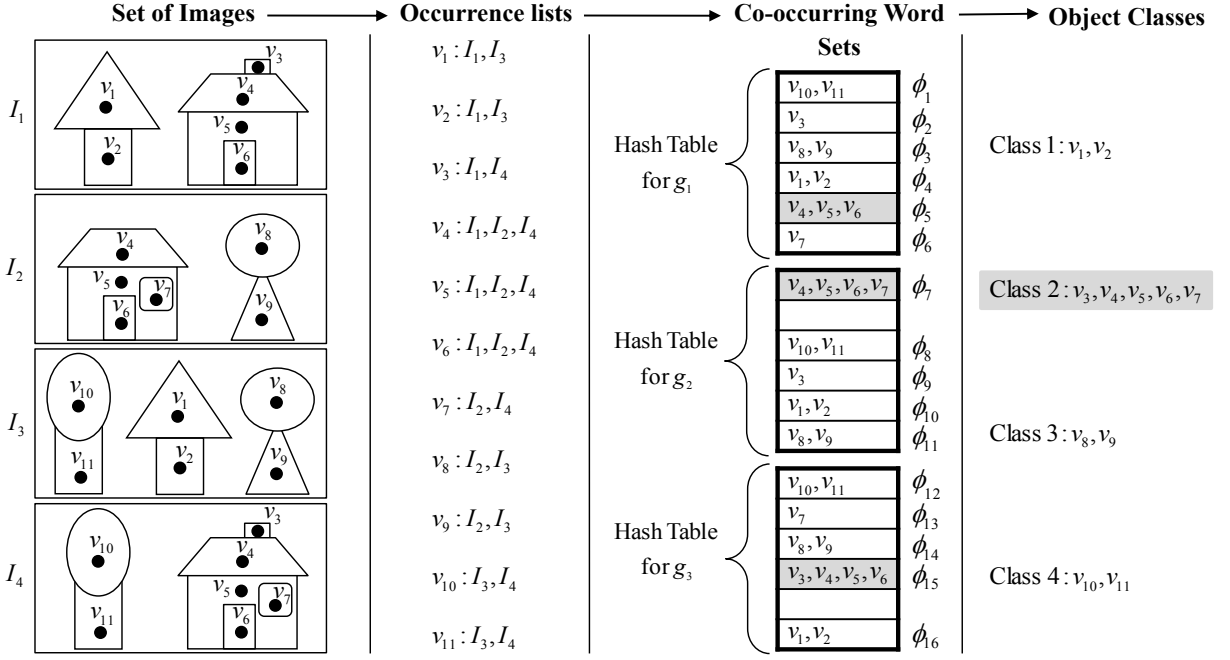 Set of Images
Occurrence lists
Co-occurring Word Sets
Object Classes
I₁
v₁
v₂
v₃
v₄
v₅
v₆
I₂
v₄
v₅
v₆
v₇
v₈
v₉
I₃
v₁₀
v₁₁
v₁
v₂
v₈
v₉
I₄
v₁₀
v₁₁
v₃
v₄
v₅
v₆
v₇
v₁ : I₁, I₃
v₂ : I₁, I₃
v₃ : I₁, I₄
v₄ : I₁, I₂, I₄
v₅ : I₁, I₂, I₄
v₆ : I₁, I₂, I₄
v₇ : I₂, I₄
v₈ : I₂, I₃
v₉ : I₂, I₃
v₁₀ : I₃, I₄
v₁₁ : I₃, I₄
Hash Table
for g₁
v₁₀, v₁₁ ϕ₁
v₃ ϕ₂
v₈, v₉ ϕ₃
v₁, v₂ ϕ₄
v₄, v₅, v₆ ϕ₅
v₇ ϕ₆
Hash Table
for g₂
v₄, v₅, v₆, v₇ ϕ₇
v₁₀, v₁₁ ϕ₈
v₃ ϕ₉
v₁, v₂ ϕ₁₀
v₈, v₉ ϕ₁₁
Hash Table
for g₃
v₁₀, v₁₁ ϕ₁₂
v₇ ϕ₁₃
v₈, v₉ ϕ₁₄
v₃, v₄, v₅, v₆ ϕ₁₅
v₁, v₂ ϕ₁₆
Class 1: v₁, v₂
Class 2: v₃, v₄, v₅, v₆, v₇
Class 3: v₈, v₉
Class 4: v₁₀, v₁₁